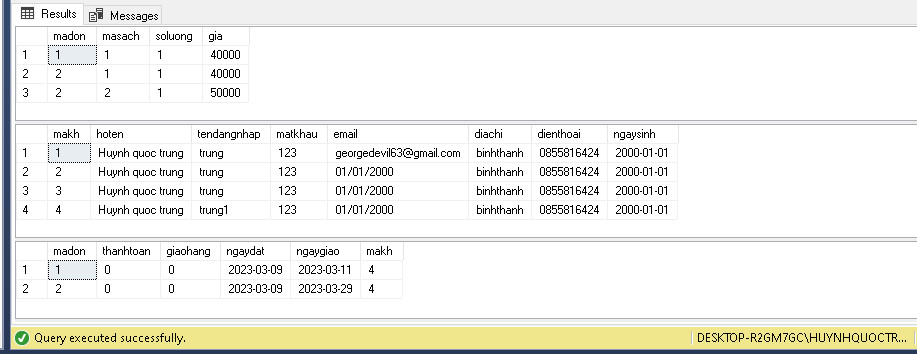 Results Messages
madon masach soluong gia
1 1 1 1 40000
2 2 1 1 40000
3 2 2 1 50000
makh hoten tendangnhap matkhau email diachi dienthoai ngaysinh
1 1 Huynh quoc trung trung 123 georgedevil63@gmail.com binhthanh 0855816424 2000-01-01
2 2 Huynh quoc trung trung 123 01/01/2000 binhthanh 0855816424 2000-01-01
3 3 Huynh quoc trung trung 123 01/01/2000 binhthanh 0855816424 2000-01-01
4 4 Huynh quoc trung trung1 123 01/01/2000 binhthanh 0855816424 2000-01-01
madon thanhtoan giaohang ngaydat ngaygiao makh
1 1 0 0 2023-03-09 2023-03-11 4
2 2 0 0 2023-03-09 2023-03-29 4
Query executed successfully. DESKTOP-R2GM7GC\HUYNHQUOCTR...